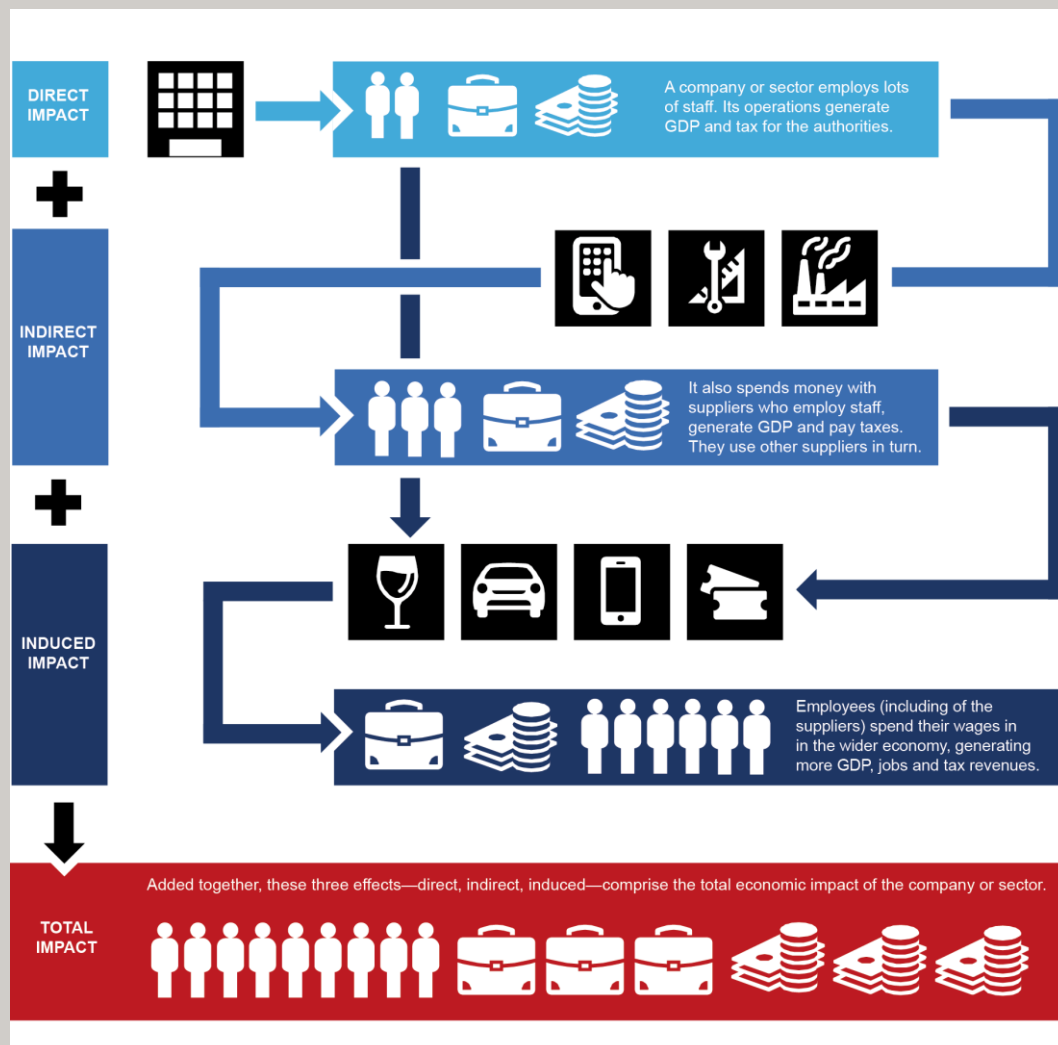 DIRECT
IMPACT
A company or sector employs lots
of staff. Its operations generate
GDP and tax for the authorities.
INDIRECT
IMPACT
It also spends money with
suppliers who employ staff,
generate GDP and pay taxes.
They use other suppliers in turn.
INDUCED
IMPACT
Employees (including of the
suppliers) spend their wages in
in the wider economy, generating
more GDP, jobs and tax revenues.
Added together, these three effects—direct, indirect, induced—comprise the total economic impact of the company or sector.
TOTAL
IMPACT